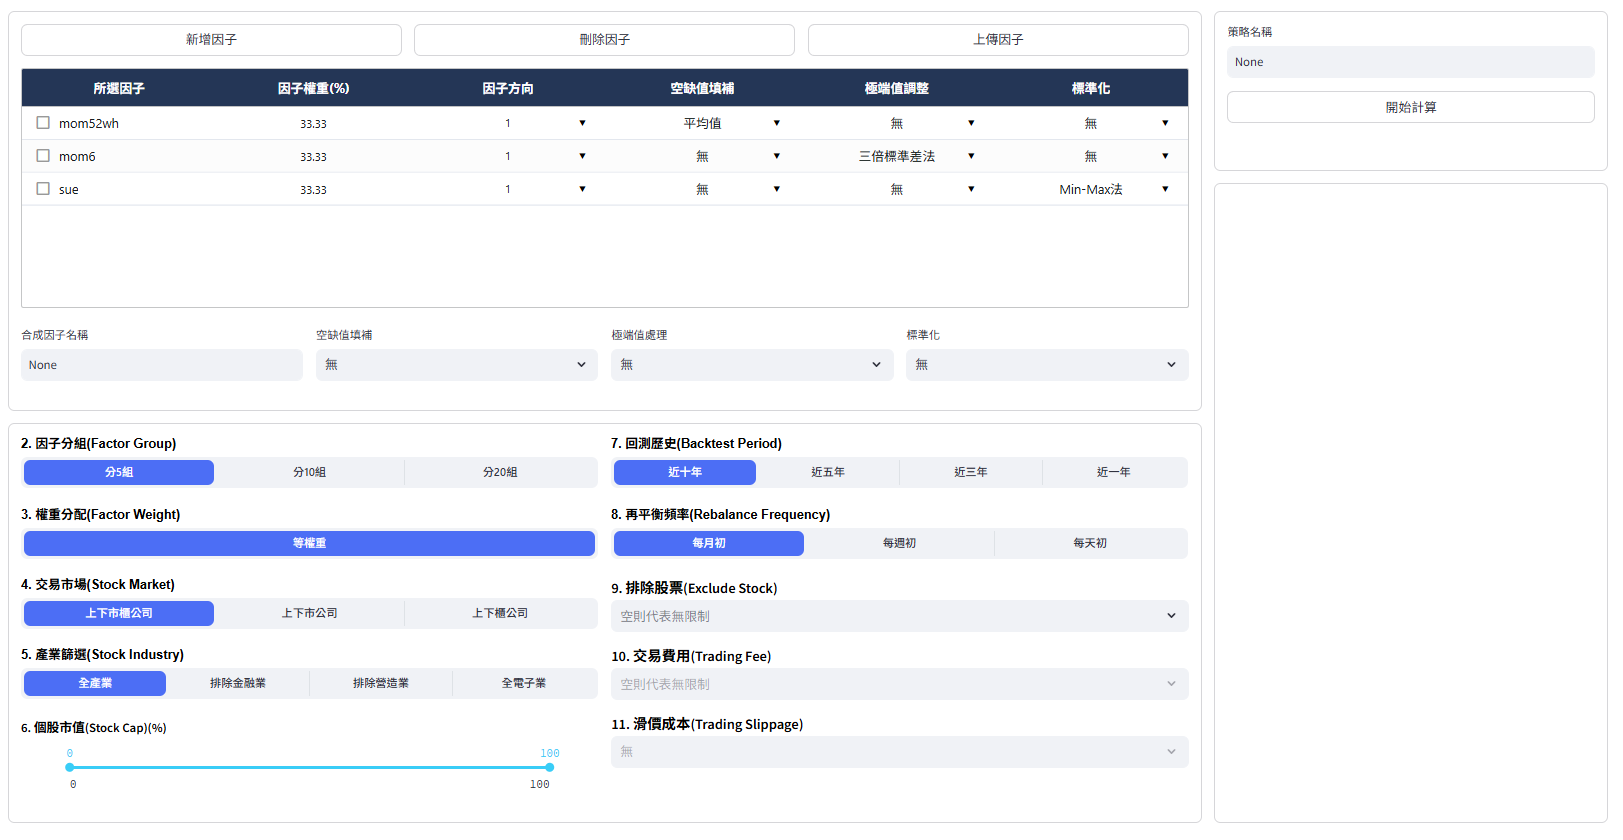 新增因子 刪除因子 上傳因子
所選因子 因子權重(%) 因子方向 空缺值填補 極端值調整 標準化
mom52wh 33.33 1 ▼ 平均值 ▼ 無 ▼ 無 ▼
mom6 33.33 1 ▼ 無 ▼ 三倍標準差法 ▼ 無 ▼
sue 33.33 1 ▼ 無 ▼ 無 ▼ Min-Max法 ▼
合成因子名稱 空缺值填補 極端值處理 標準化
None 無 無 無
2. 因子分組(Factor Group)
分5組 分10組 分20組
3. 權重分配(Factor Weight)
等權重
4. 交易市場(Stock Market)
上下市櫃公司 上下市公司 上下櫃公司
5. 產業篩選(Stock Industry)
全產業 排除金融業 排除營造業 全電子業
6. 個股市值(Stock Cap)(%)
0 100
0 100
7. 回測歷史(Backtest Period)
近十年 近五年 近三年 近一年
8. 再平衡頻率(Rebalance Frequency)
每月初 每週初 每天初
9. 排除股票(Exclude Stock)
空則代表無限制
10. 交易費用(Trading Fee)
空則代表無限制
11. 滑價成本(Trading Slippage)
無
策略名稱
None
開始計算